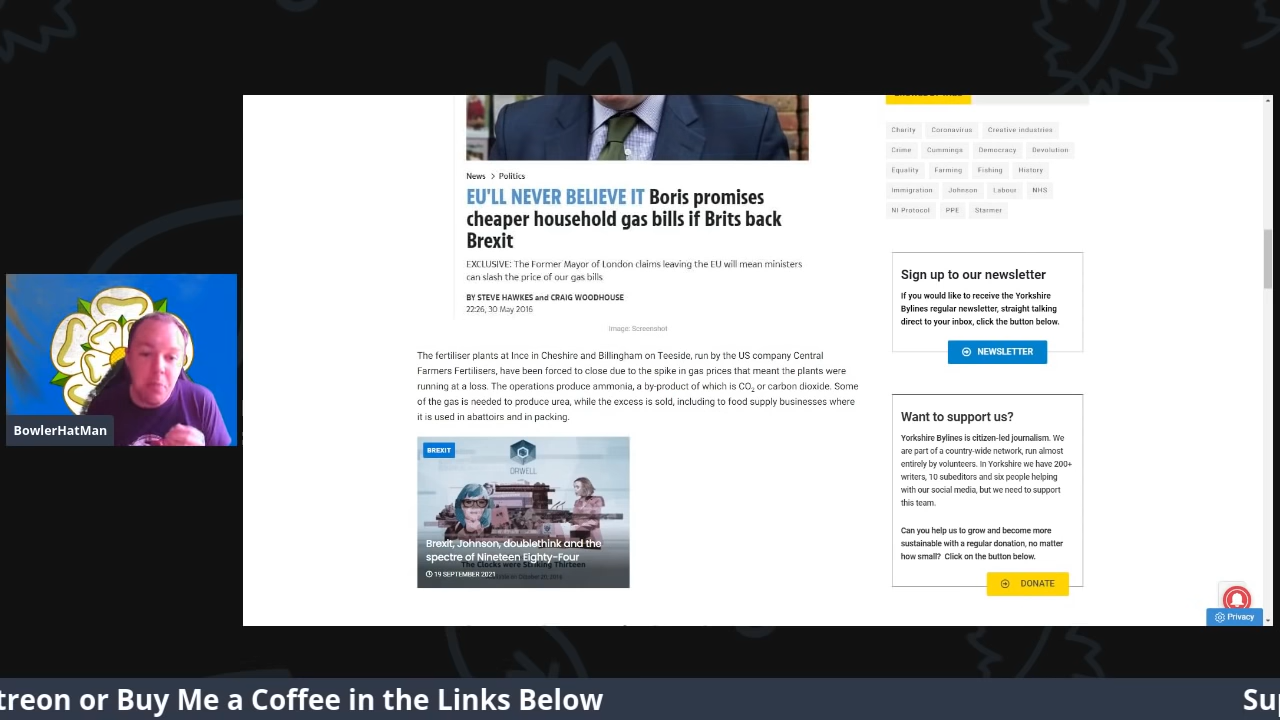 News > Politics
EU'LL NEVER BELIEVE IT Boris promises
cheaper household gas bills if Brits back
Brexit
EXCLUSIVE: The Former Mayor of London claims leaving the EU will mean ministers
can slash the price of our gas bills
BY STEVE HAWKES and CRAIG WOODHOUSE
22:26, 30 May 2016
Image: Screenshot
The fertiliser plants at Ince in Cheshire and Billingham on Teeside, run by the US company Central
Farmers Fertilisers, have been forced to close due to the spike in gas prices that meant the plants were
running at a loss. The operations produce ammonia, a by-product of which is CO₂ or carbon dioxide. Some
of the gas is needed to produce urea, while the excess is sold, including to food supply businesses where
it is used in abattoirs and in packing.
BREXIT
ORWELL
Brexit, Johnson, doublethink and the
spectre of Nineteen Eighty-Four
The Clocks were Striking Thirteen
19 SEPTEMBER 2021
Charity Coronavirus Creative industries
Crime Cummings Democracy Devolution
Equality Farming Fishing History
Immigration Johnson Labour NHS
NI Protocol PPE Starmer
Sign up to our newsletter
If you would like to receive the Yorkshire
Bylines regular newsletter, straight talking
direct to your inbox, click the button below.
NEWSLETTER
Want to support us?
Yorkshire Bylines is citizen-led journalism. We
are part of a country-wide network, run almost
entirely by volunteers. In Yorkshire we have 200+
writers, 10 subeditors and six people helping
with our social media, but we need to support
this team.
Can you help us to grow and become more
sustainable with a regular donation, no matter
how small? Click on the button below.
DONATE
Privacy
BowlerHatMan
treon or Buy Me a Coffee in the Links Below
Su